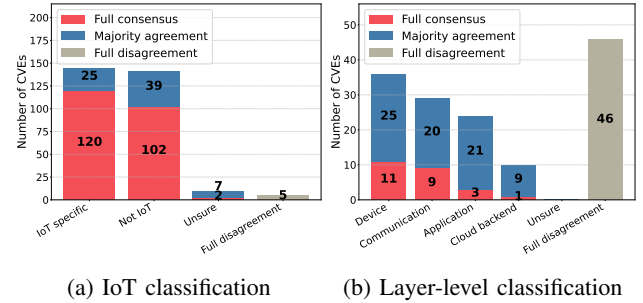 Full consensus
Majority agreement
Full disagreement
Number of CVEs
200
175
150
125
100
75
50
25
0
25
120
39
102
7
2
5
IoT specific
Not IoT
Unsure
Full disagreement
(a) IoT classification
Full consensus
Majority agreement
Full disagreement
Number of CVEs
50
40
30
20
10
0
25
11
20
9
21
3
9
1
46
Device
Communication
Application
Cloud backend
Unsure
Full disagreement
(b) Layer-level classification